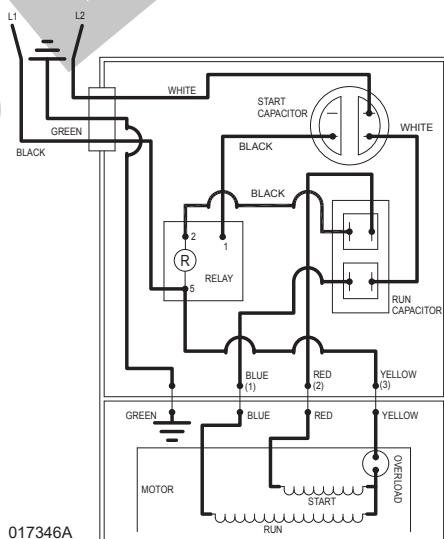 L1
L2
WHITE
START
CAPACITOR
WHITE
GREEN
BLACK
BLACK
BLACK
2
1
R
RELAY
5
RUN
CAPACITOR
BLUE
(1)
RED
(2)
YELLOW
(3)
GREEN
BLUE
RED
YELLOW
OVERLOAD
MOTOR
START
RUN
017346A